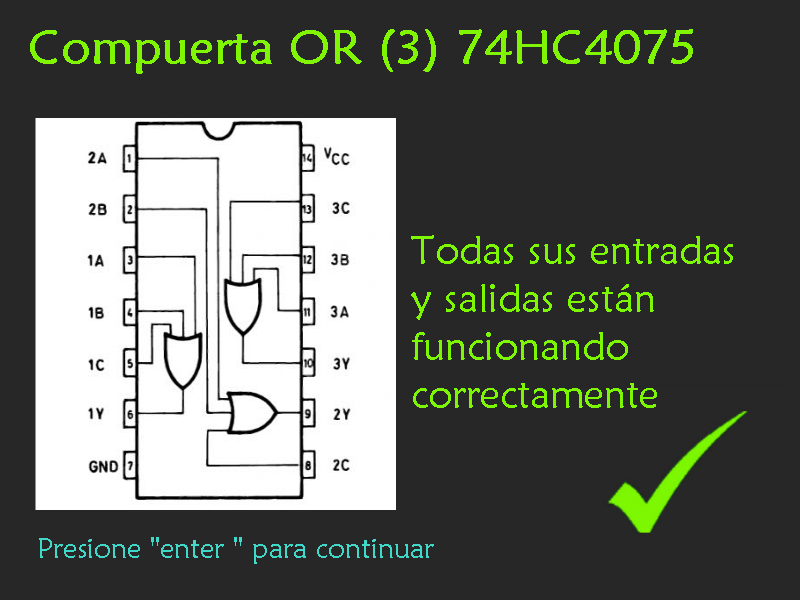 Compuerta OR (3) 74HC4075
2A 1 14 VCC
2B 2 13 3C
1A 3 12 3B
1B 4 11 3A
1C 5 10 3Y
1Y 6 9 2Y
GND 7 8 2C
Todas sus entradas
y salidas están
funcionando
correctamente
Presione "enter " para continuar